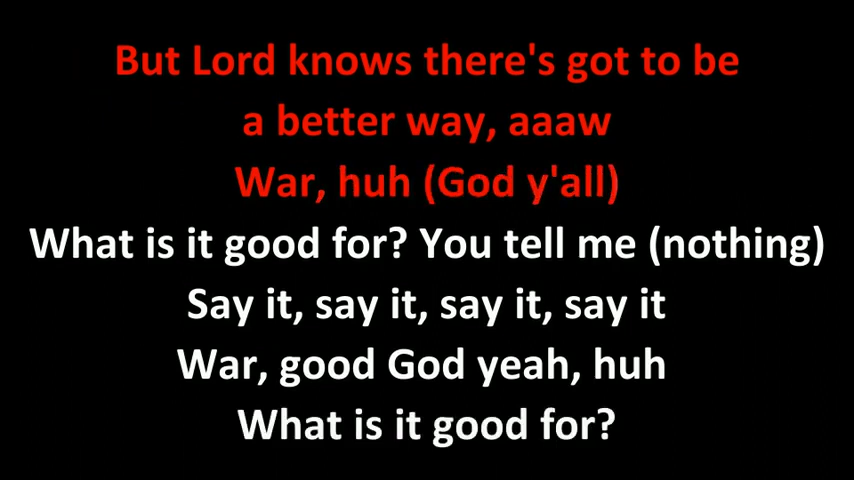 But Lord knows there's got to be
a better way, aaaw
War, huh (God y'all)
What is it good for? You tell me (nothing)
Say it, say it, say it, say it
War, good God yeah, huh
What is it good for?